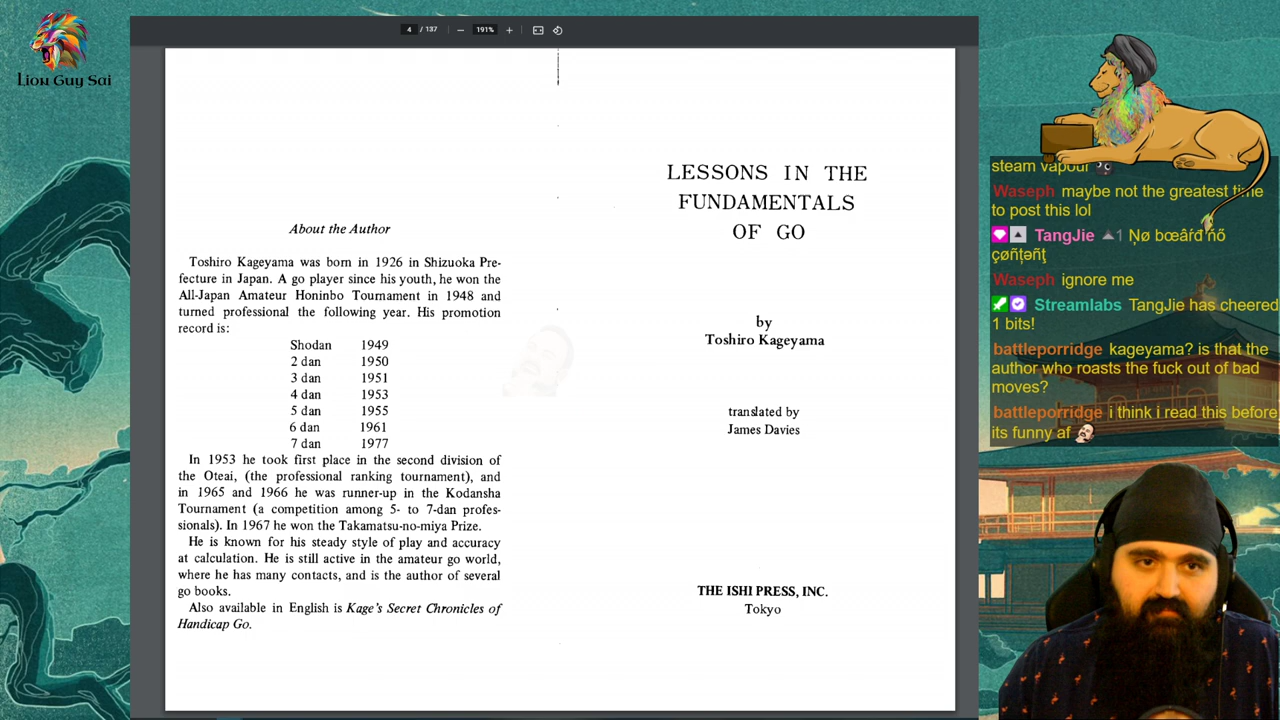 Lion Guy Sai
4 / 137 — 191% +
About the Author
Toshiro Kageyama was born in 1926 in Shizuoka Pre-
fecture in Japan. A go player since his youth, he won the
All-Japan Amateur Honinbo Tournament in 1948 and
turned professional the following year. His promotion
record is:
Shodan 1949
2 dan 1950
3 dan 1951
4 dan 1953
5 dan 1955
6 dan 1961
7 dan 1977
In 1953 he took first place in the second division of
the Oteai, (the professional ranking tournament), and
in 1965 and 1966 he was runner-up in the Kodansha
Tournament (a competition among 5- to 7-dan profes-
sionals). In 1967 he won the Takamatsu-no-miya Prize.
He is known for his steady style of play and accuracy
at calculation. He is still active in the amateur go world,
where he has many contacts, and is the author of several
go books.
Also available in English is Kage's Secret Chronicles of
Handicap Go.
LESSONS IN THE
FUNDAMENTALS
OF GO
by
Toshiro Kageyama
translated by
James Davies
THE ISHI PRESS, INC.
Tokyo
steam vapour
Waseph maybe not the greatest time
to post this lol
TangJie 1 Ņø bœâŕđ ňő
çøñţəñţ
Waseph ignore me
Streamlabs TangJie has cheered
1 bits!
battleporridge kageyama? is that the
author who roasts the fuck out of bad
moves?
battleporridge i think i read this before
its funny af